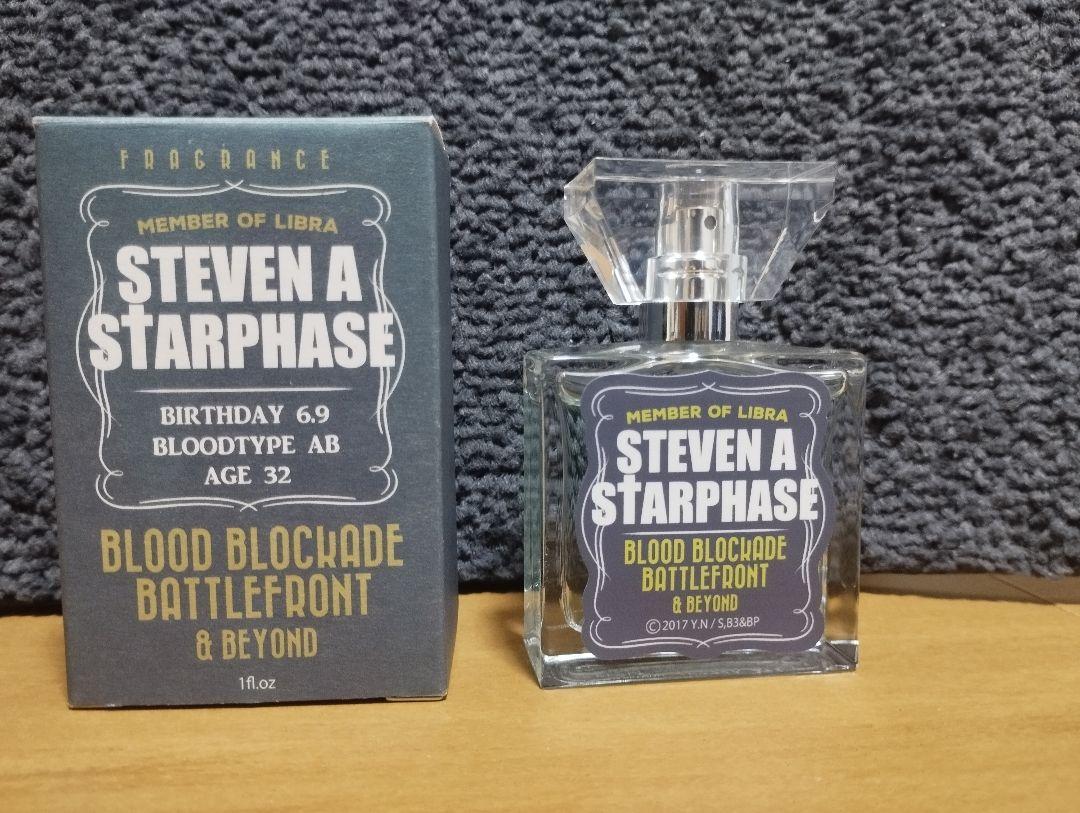 FRAGRANCE
MEMBER OF LIBRA
STEVEN A
STARPHASE
BIRTHDAY 6.9
BLOODTYPE AB
AGE 32
BLOOD BLOCKADE
BATTLEFRONT
& BEYOND
1fl.oz
MEMBER OF LIBRA
STEVEN A
STARPHASE
BLOOD BLOCKADE
BATTLEFRONT
& BEYOND
©2017 Y.N / S,B3&BP